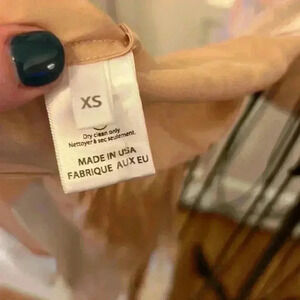 XS
Dry clean only
Nettoyer à sec seulement.
MADE IN USA
FABRIQUE AUX EU